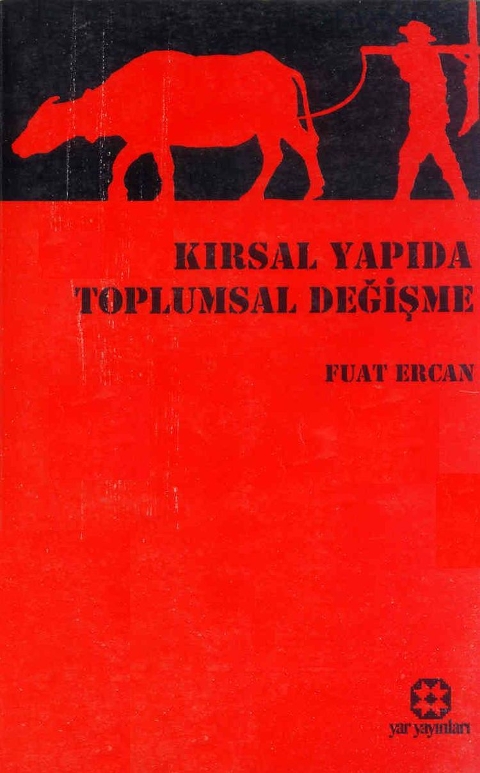 KIRSAL YAPIDA
TOPLUMSAL DEĞİŞME
FUAT ERCAN
yar yayınları